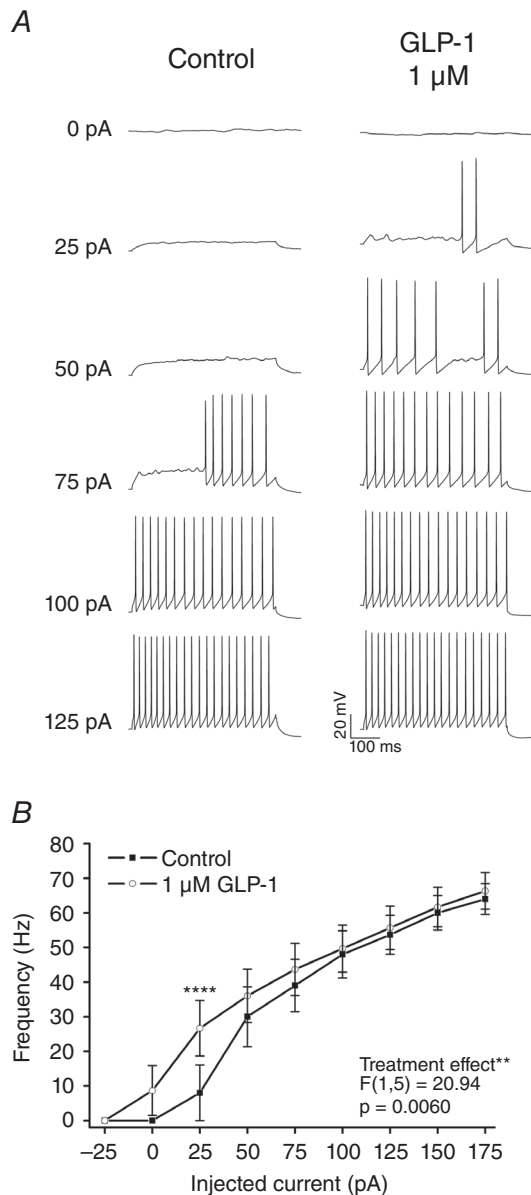 A
Control
GLP-1
1 µM
0 pA
25 pA
50 pA
75 pA
100 pA
125 pA
20 mV
100 ms
B
80
70
60
50
40
30
20
10
0
Frequency (Hz)
Control
1 µM GLP-1
****
Treatment effect**
F(1,5) = 20.94
p = 0.0060
−25 0 25 50 75 100 125 150 175
Injected current (pA)